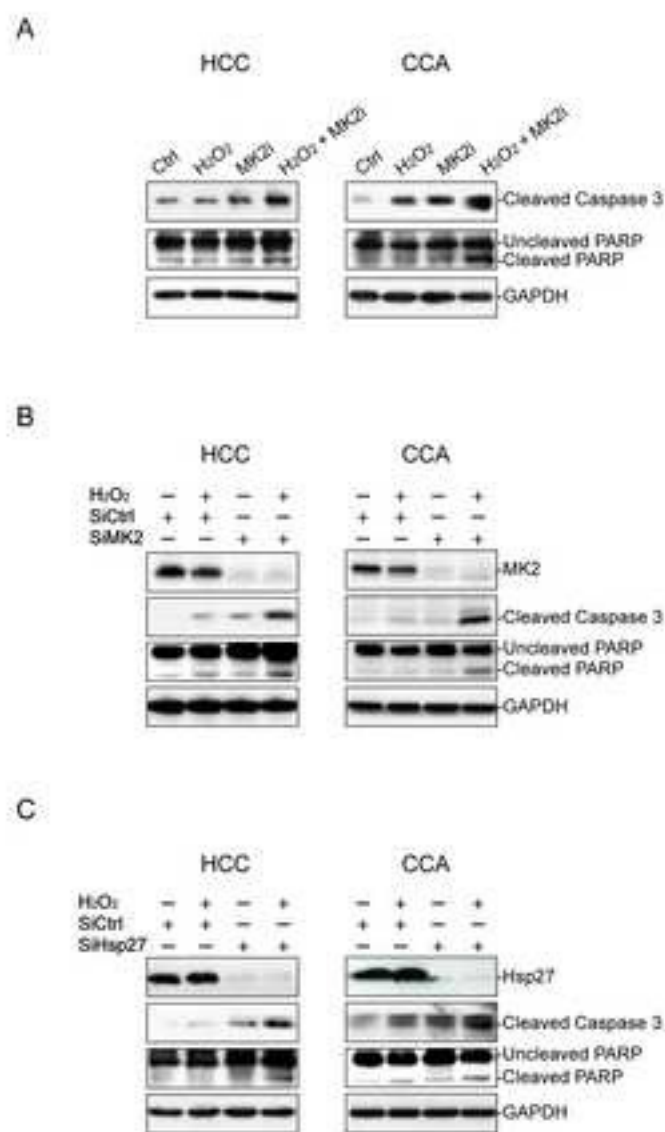 A
HCC CCA
Ctrl H₂O₂ MK2i H₂O₂ + MK2i Ctrl H₂O₂ MK2i H₂O₂ + MK2i
-Cleaved Caspase 3
-Uncleaved PARP
-Cleaved PARP
-GAPDH
B
HCC CCA
H₂O₂ − + − + − + − +
SiCtrl + + − − + + − −
SiMK2 − − + + − − + +
-MK2
-Cleaved Caspase 3
-Uncleaved PARP
-Cleaved PARP
-GAPDH
C
HCC CCA
H₂O₂ − + − + − + − +
SiCtrl + + − − + + − −
SiHsp27 − − + + − − + +
-Hsp27
-Cleaved Caspase 3
-Uncleaved PARP
-Cleaved PARP
-GAPDH